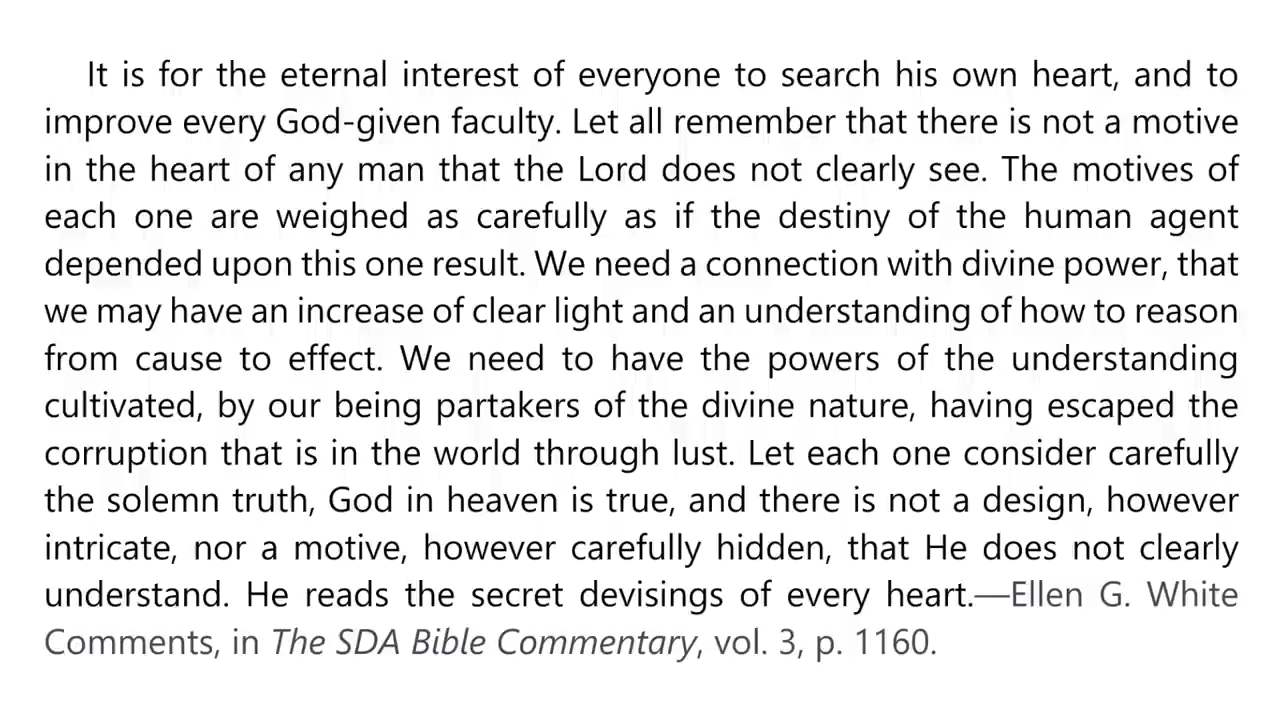 It is for the eternal interest of everyone to search his own heart, and to
improve every God-given faculty. Let all remember that there is not a motive
in the heart of any man that the Lord does not clearly see. The motives of
each one are weighed as carefully as if the destiny of the human agent
depended upon this one result. We need a connection with divine power, that
we may have an increase of clear light and an understanding of how to reason
from cause to effect. We need to have the powers of the understanding
cultivated, by our being partakers of the divine nature, having escaped the
corruption that is in the world through lust. Let each one consider carefully
the solemn truth, God in heaven is true, and there is not a design, however
intricate, nor a motive, however carefully hidden, that He does not clearly
understand. He reads the secret devisings of every heart.—Ellen G. White
Comments, in The SDA Bible Commentary, vol. 3, p. 1160.